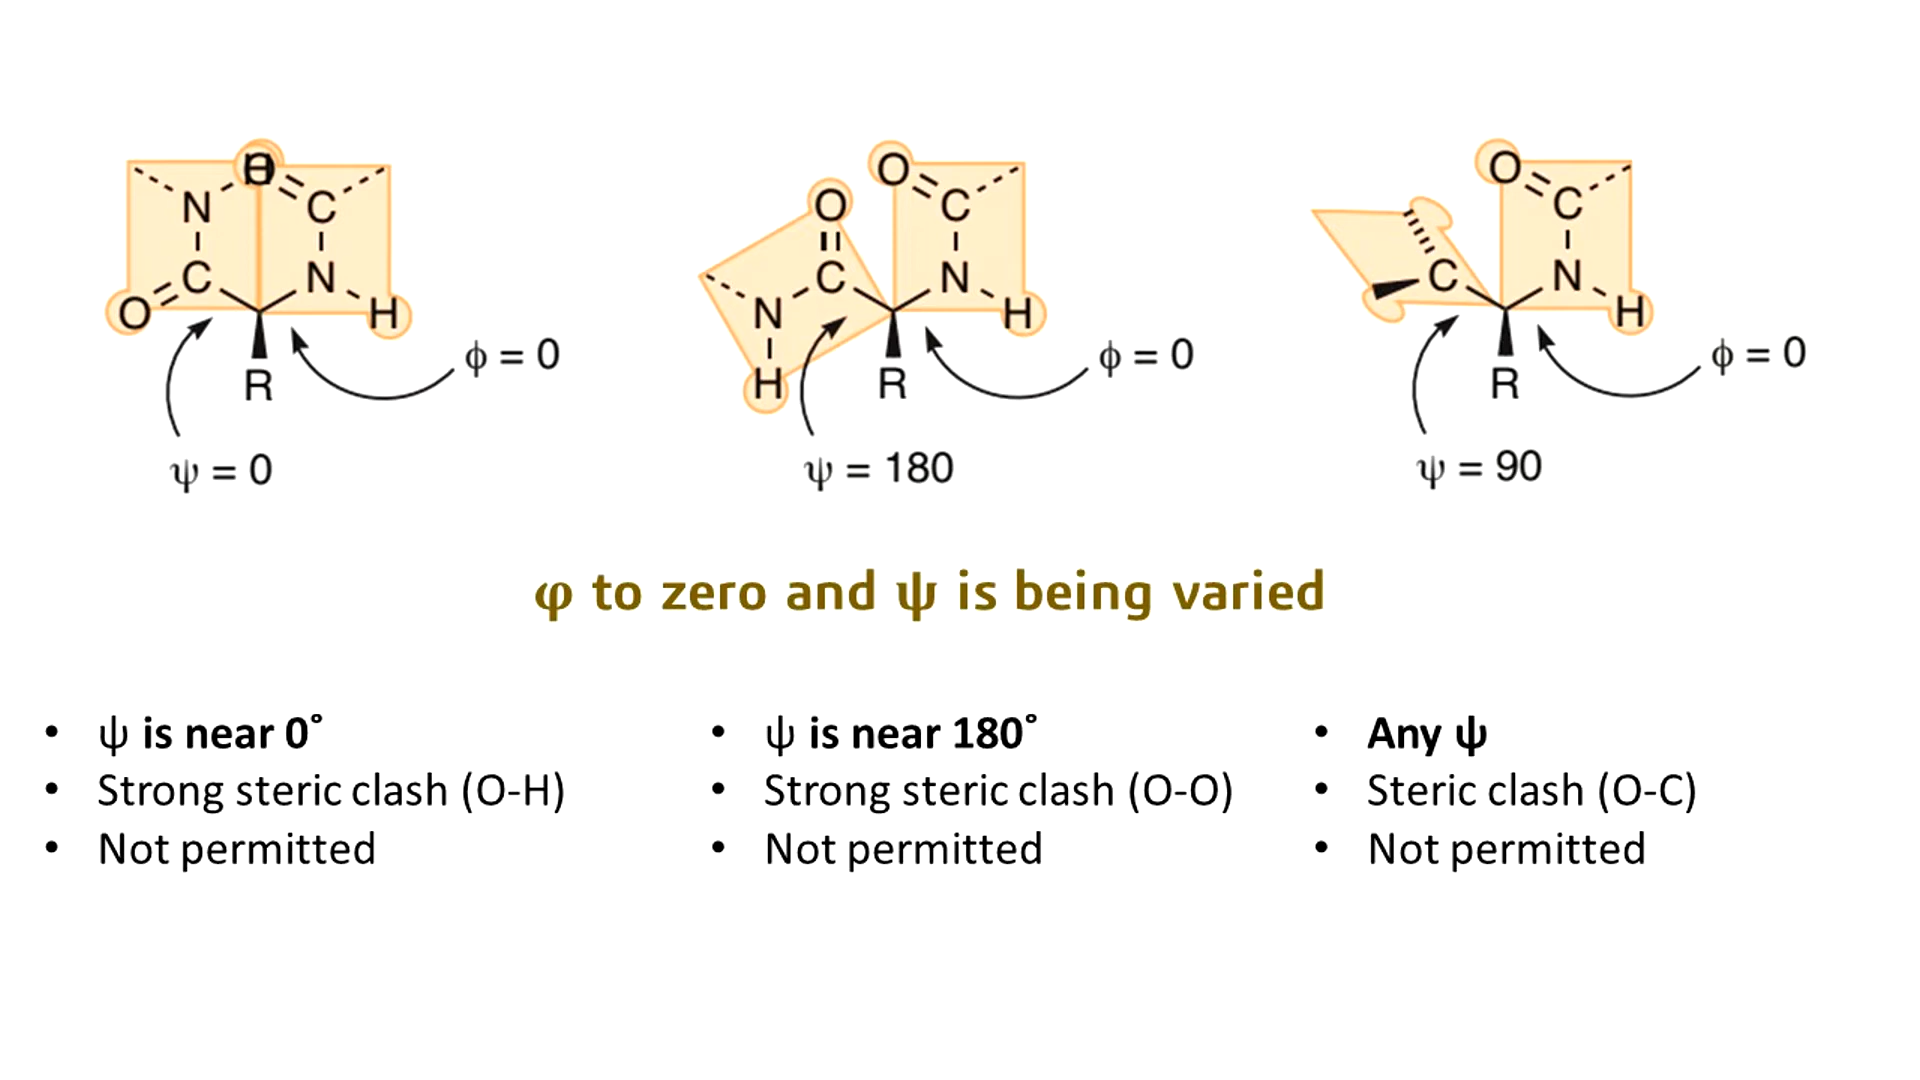 N H O C
C N
O H
R
ϕ = 0
ψ = 0
O O C
C N
N H
H R
ϕ = 0
ψ = 180
O C
C N
H
R
ϕ = 0
ψ = 90
φ to zero and ψ is being varied
• ψ is near 0˚
• Strong steric clash (O-H)
• Not permitted
• ψ is near 180˚
• Strong steric clash (O-O)
• Not permitted
• Any ψ
• Steric clash (O-C)
• Not permitted